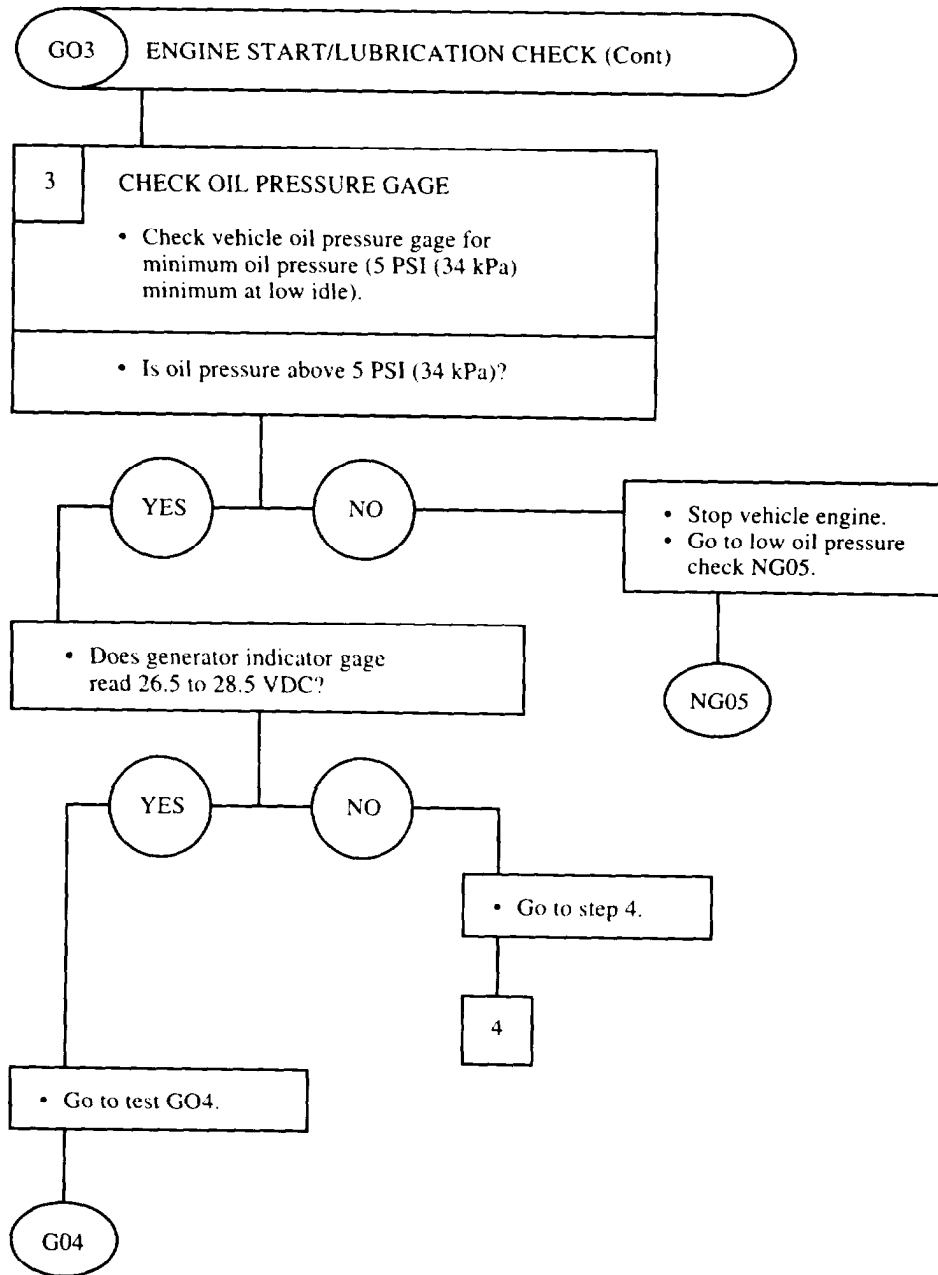 GO3 ENGINE START/LUBRICATION CHECK (Cont)
3 CHECK OIL PRESSURE GAGE
• Check vehicle oil pressure gage for
minimum oil pressure (5 PSI (34 kPa)
minimum at low idle).
• Is oil pressure above 5 PSI (34 kPa)?
YES NO
• Stop vehicle engine.
• Go to low oil pressure
check NG05.
NG05
• Does generator indicator gage
read 26.5 to 28.5 VDC?
YES NO
• Go to step 4.
4
• Go to test GO4.
G04